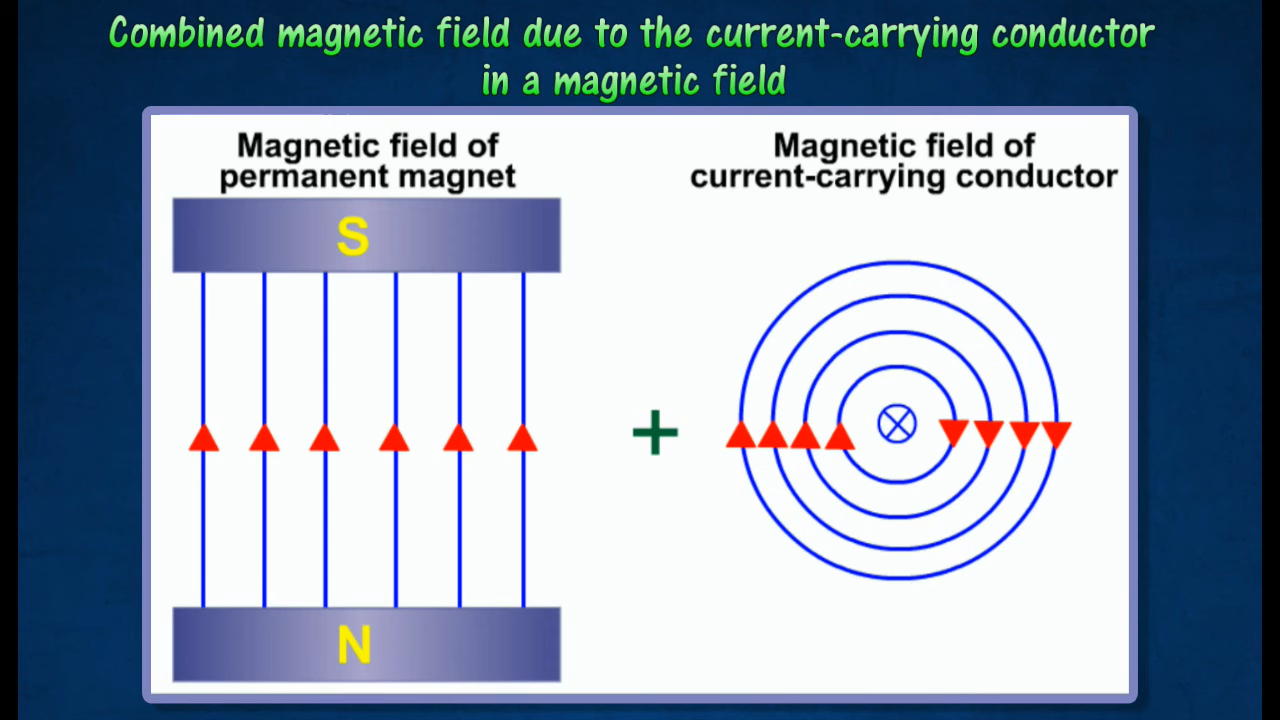 Combined magnetic field due to the current-carrying conductor
in a magnetic field
Magnetic field of
permanent magnet
S
N
+
Magnetic field of
current-carrying conductor